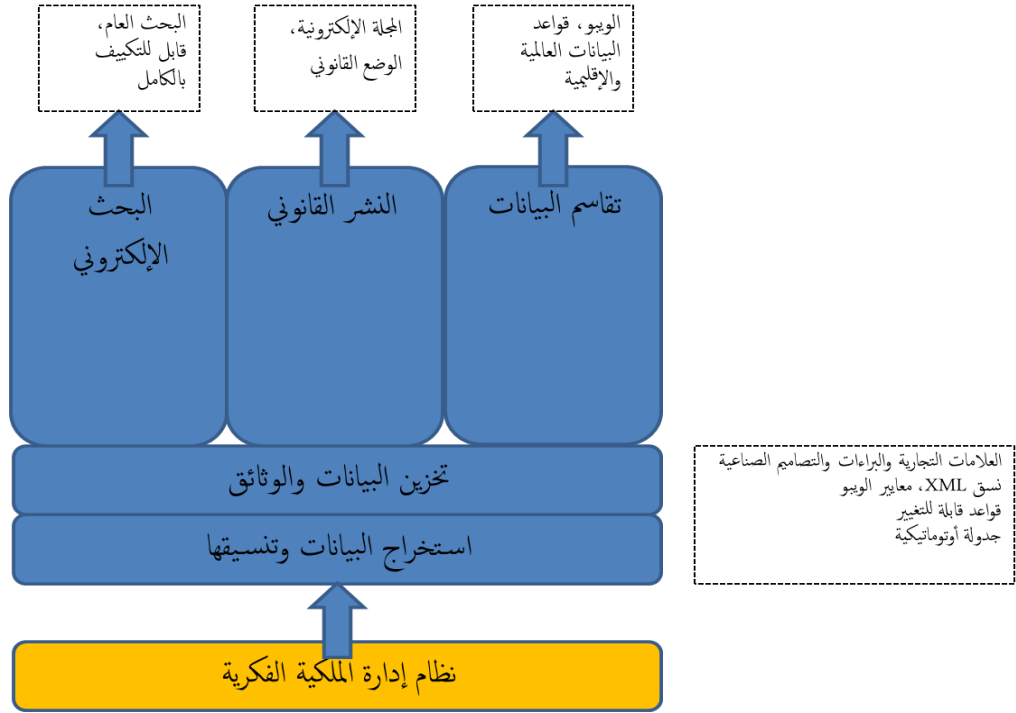 الويبو، قواعد
البيانات العالمية
والإقليمية
المجلة الإلكترونية،
الوضع القانوني
البحث العام،
قابل للتكييف
بالكامل
تقاسم البيانات
النشر القانوني
البحث
الإلكتروني
تخزين البيانات والوثائق
استخراج البيانات وتنسيقها
العلامات التجارية والبراءات والتصاميم الصناعية
نسق XML، معايير الويبو
قواعد قابلة للتغيير
جدولة أوتوماتيكية
نظام إدارة الملكية الفكرية